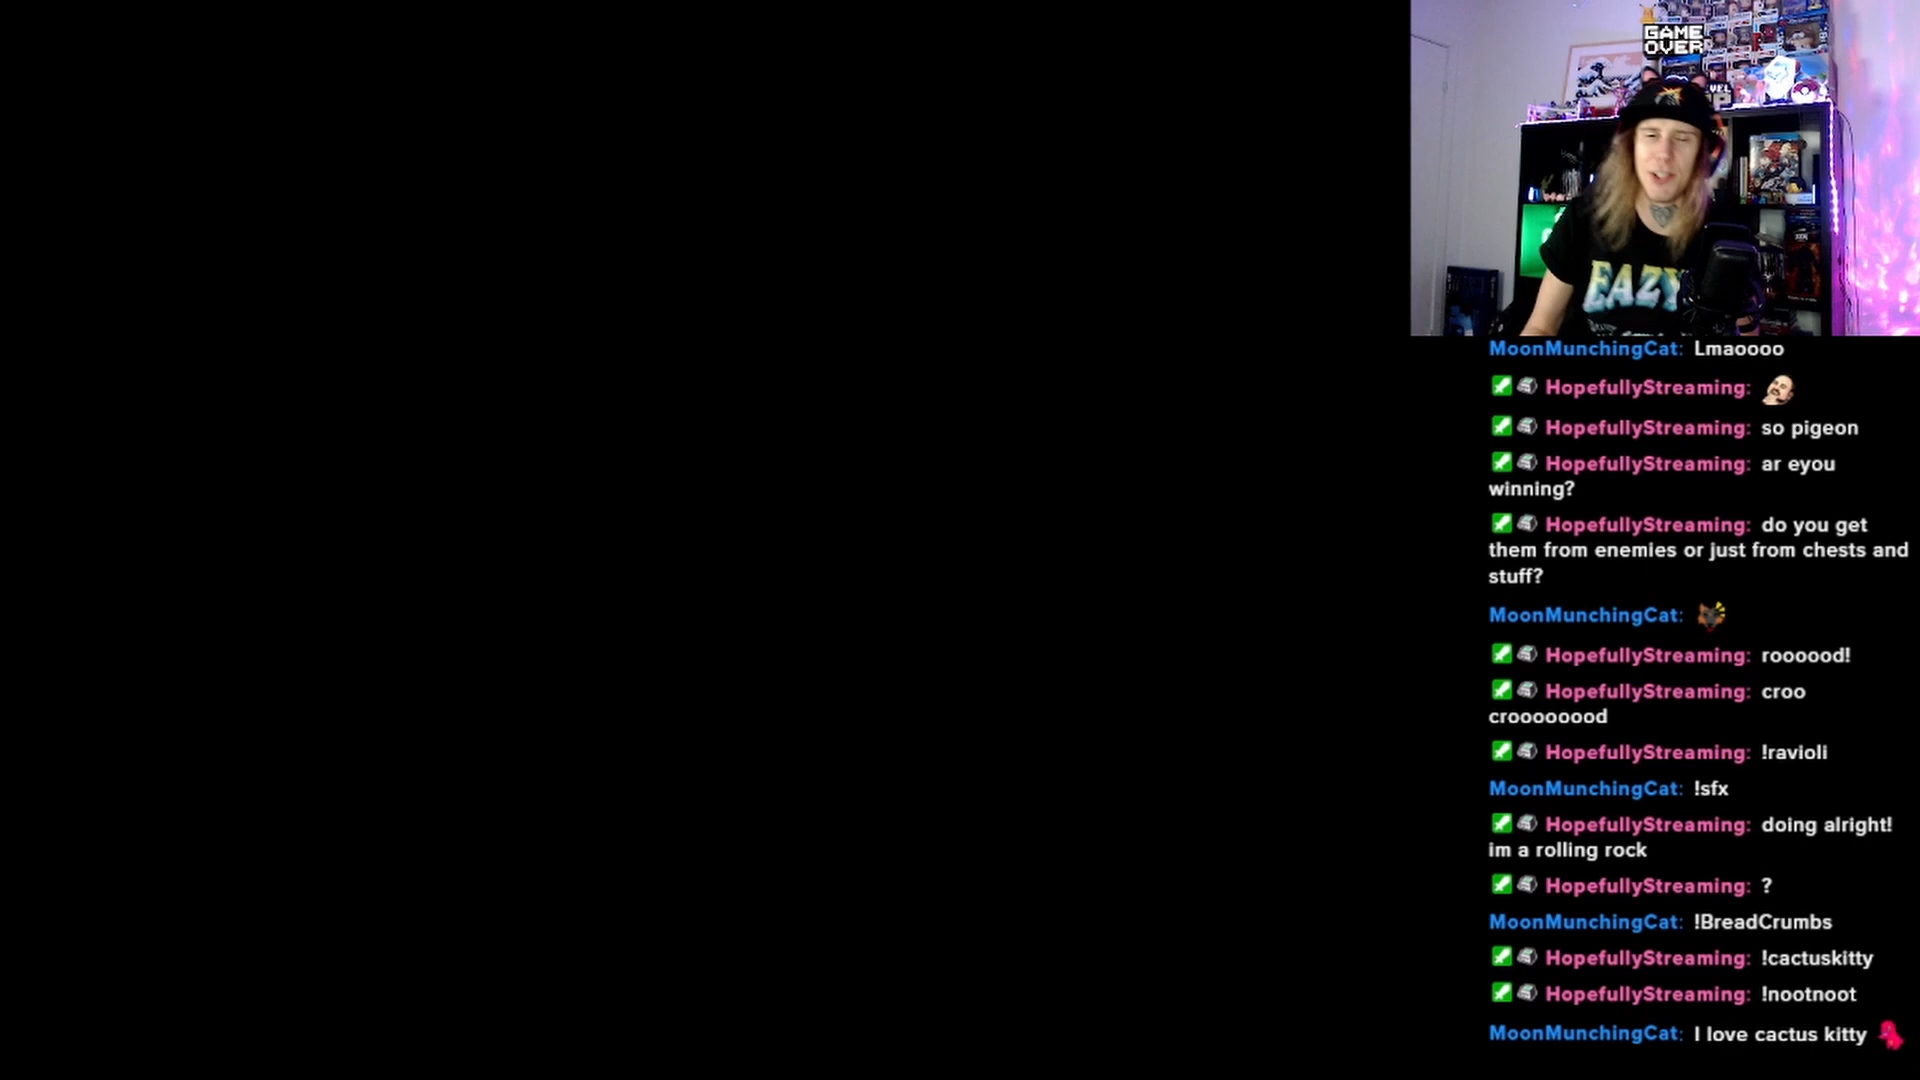 GAME
OVER
EAZY
MoonMunchingCat: Lmaoooo
HopefullyStreaming:
HopefullyStreaming: so pigeon
HopefullyStreaming: ar eyou
winning?
HopefullyStreaming: do you get
them from enemies or just from chests and
stuff?
MoonMunchingCat:
HopefullyStreaming: roooood!
HopefullyStreaming: croo
croooooood
HopefullyStreaming: !ravioli
MoonMunchingCat: !sfx
HopefullyStreaming: doing alright!
im a rolling rock
HopefullyStreaming: ?
MoonMunchingCat: !BreadCrumbs
HopefullyStreaming: !cactuskitty
HopefullyStreaming: !nootnoot
MoonMunchingCat: I love cactus kitty